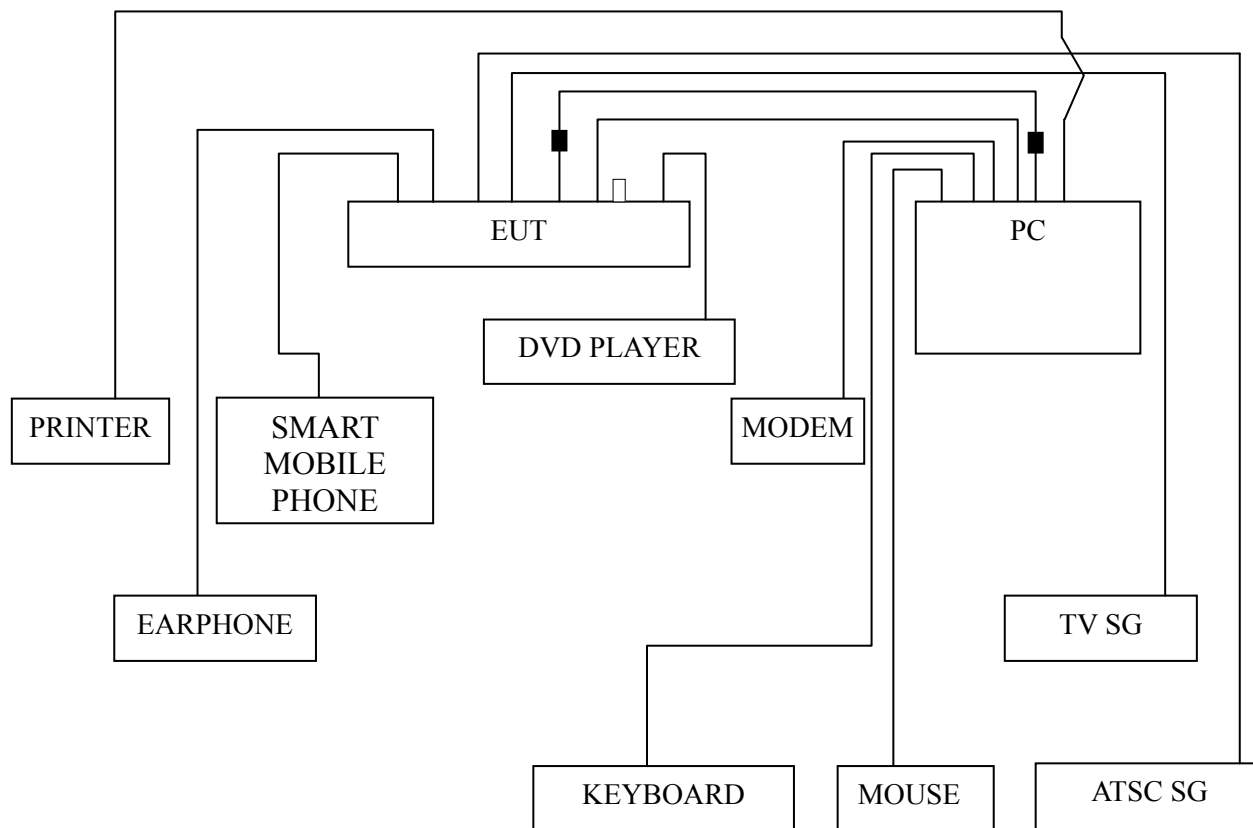 EUT
PC
DVD PLAYER
PRINTER
SMART
MOBILE
PHONE
MODEM
EARPHONE
TV SG
KEYBOARD
MOUSE
ATSC SG